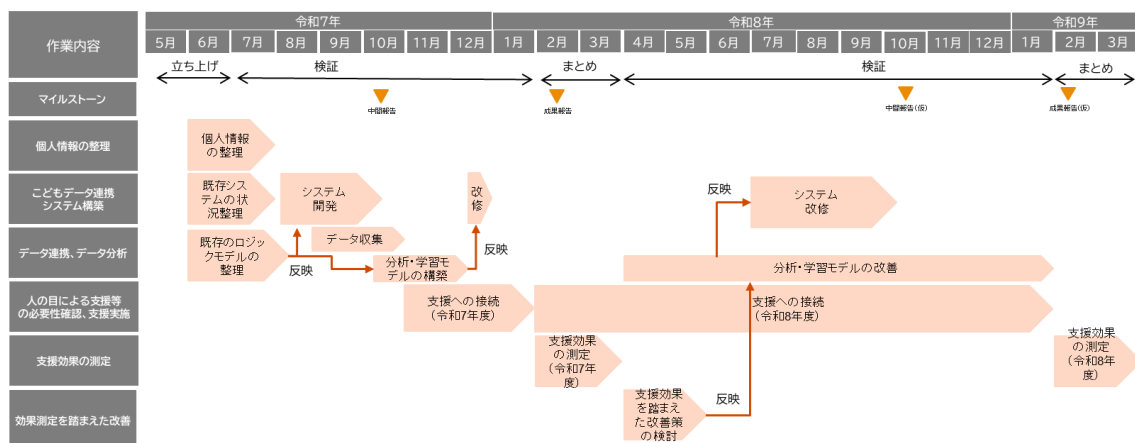 作業内容
令和7年
令和8年
令和9年
5月
6月
7月
8月
9月
10月
11月
12月
1月
2月
3月
4月
5月
6月
7月
8月
9月
10月
11月
12月
1月
2月
3月
立ち上げ
検証
まとめ
検証
まとめ
マイルストーン
中間報告
成果報告
中間報告(仮)
成果報告(仮)
個人情報の整理
個人情報
の整理
こどもデータ連携
システム構築
既存シス
テムの状
況整理
システム
開発
改
修
反映
システム
改修
データ連携、データ分析
既存のロジッ
クモデルの
整理
反映
データ収集
分析・学習モ
デルの構築
反映
分析・学習モデルの改善
人の目による支援等
の必要性確認、支援実施
支援への接続
(令和7年度)
支援への接続
(令和8年度)
支援効果の測定
支援効果
の測定
(令和7年
度)
支援効果
の測定
(令和8年
度)
効果測定を踏まえた改善
支援効果
を踏まえ
た改善策
の検討
反映